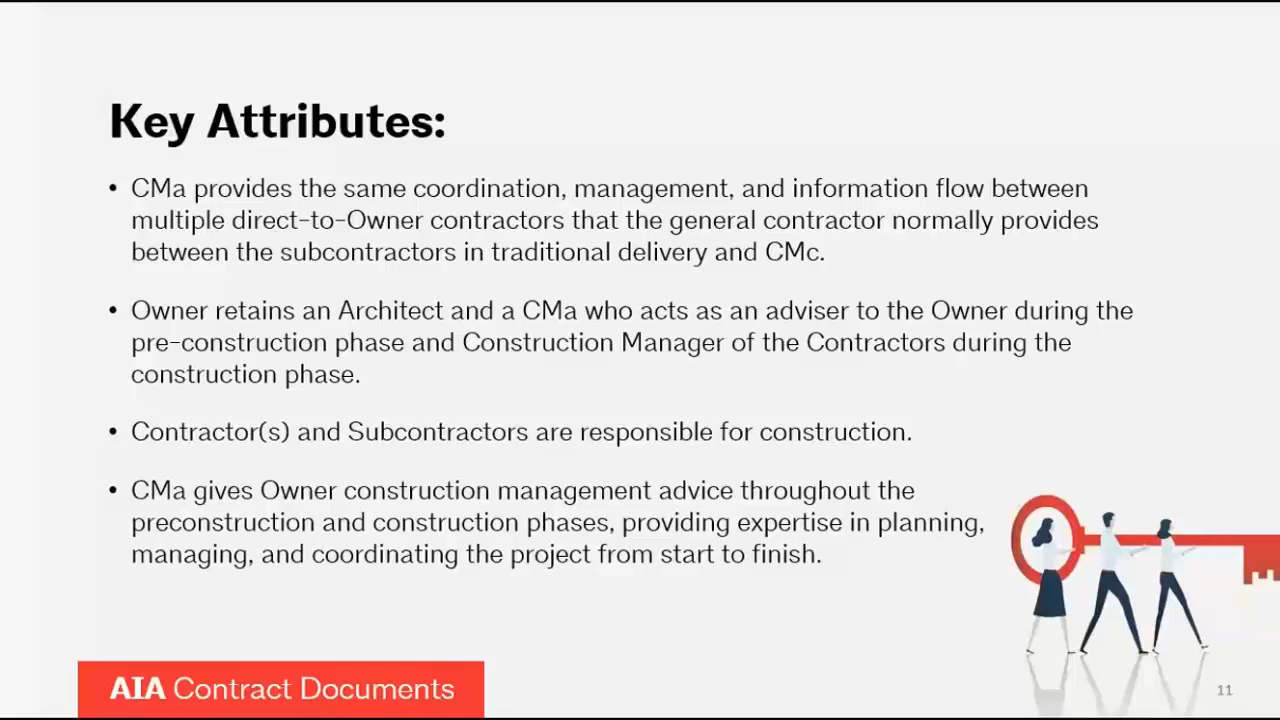 Key Attributes:
• CMa provides the same coordination, management, and information flow between
multiple direct-to-Owner contractors that the general contractor normally provides
between the subcontractors in traditional delivery and CMc.
• Owner retains an Architect and a CMa who acts as an adviser to the Owner during the
pre-construction phase and Construction Manager of the Contractors during the
construction phase.
• Contractor(s) and Subcontractors are responsible for construction.
• CMa gives Owner construction management advice throughout the
preconstruction and construction phases, providing expertise in planning,
managing, and coordinating the project from start to finish.
AIA Contract Documents
11